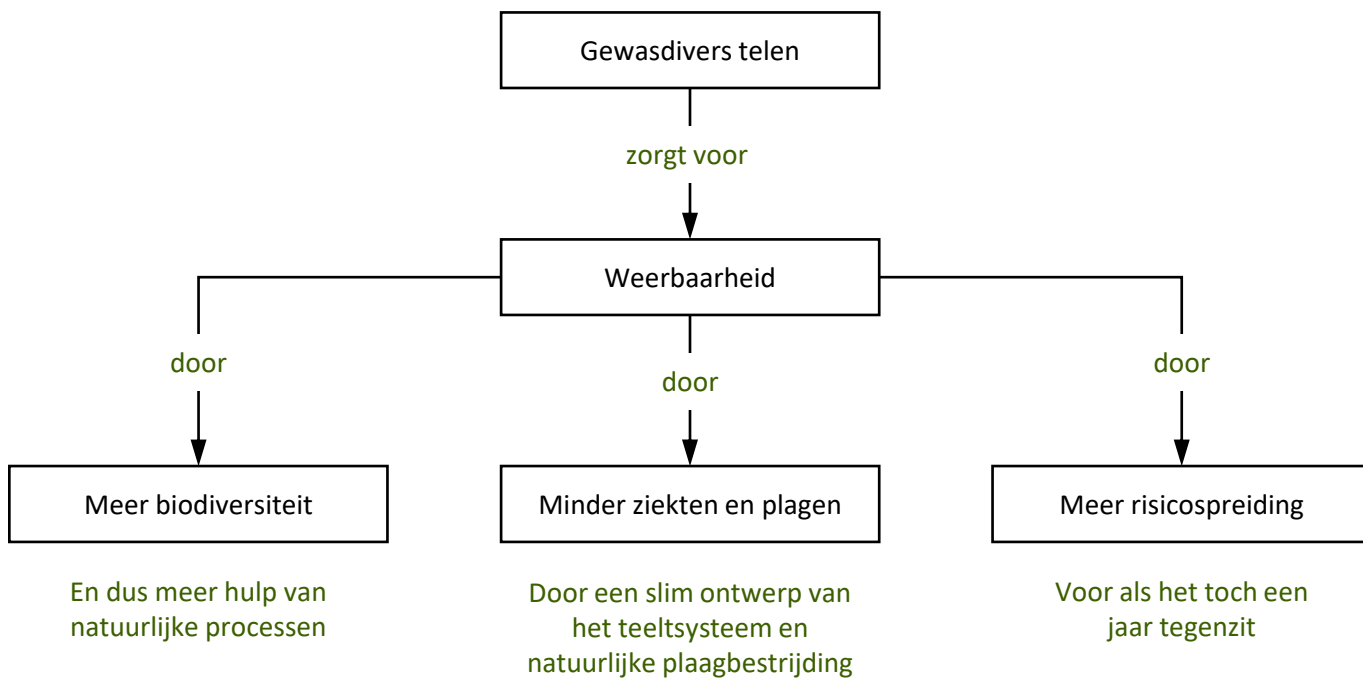 Gewasdivers telen
zorgt voor
Weerbaarheid
door
door
door
Meer biodiversiteit
Minder ziekten en plagen
Meer risicospreiding
En dus meer hulp van
natuurlijke processen
Door een slim ontwerp van
het teeltsysteem en
natuurlijke plaagbestrijding
Voor als het toch een
jaar tegenzit